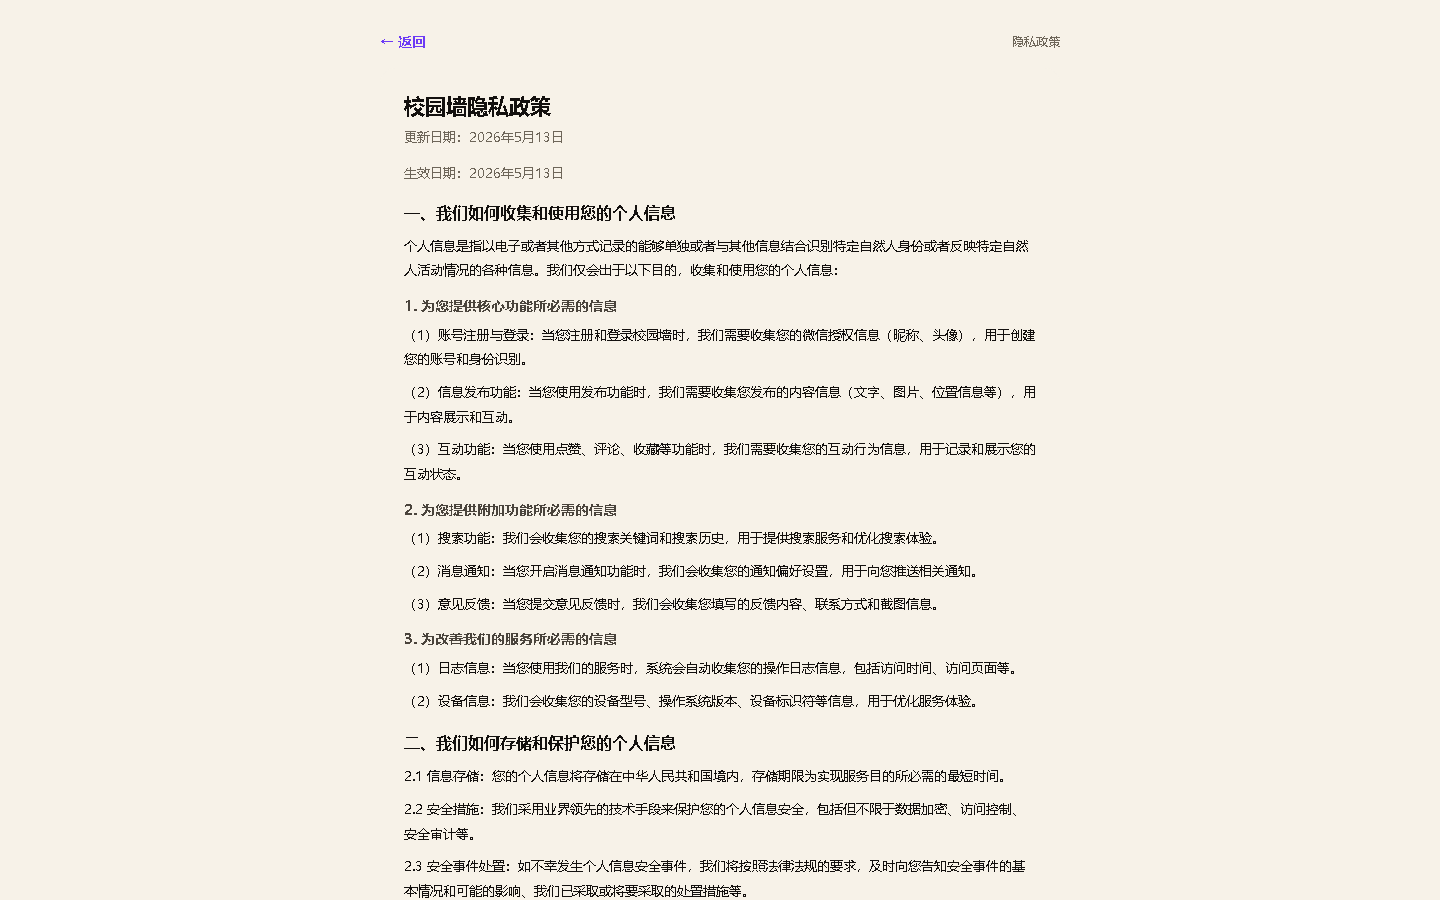 ← 返回
隐私政策
校园墙隐私政策
更新日期：2026年5月13日
生效日期：2026年5月13日
一、我们如何收集和使用您的个人信息
个人信息是指以电子或者其他方式记录的能够单独或者与其他信息结合识别特定自然人身份或者反映特定自然
人活动情况的各种信息。我们仅会出于以下目的，收集和使用您的个人信息：
1. 为您提供核心功能所必需的信息
（1）账号注册与登录：当您注册和登录校园墙时，我们需要收集您的微信授权信息（昵称、头像），用于创建
您的账号和身份识别。
（2）信息发布功能：当您使用发布功能时，我们需要收集您发布的内容信息（文字、图片、位置信息等），用
于内容展示和互动。
（3）互动功能：当您使用点赞、评论、收藏等功能时，我们需要收集您的互动行为信息，用于记录和展示您的
互动状态。
2. 为您提供附加功能所必需的信息
（1）搜索功能：我们会收集您的搜索关键词和搜索历史，用于提供搜索服务和优化搜索体验。
（2）消息通知：当您开启消息通知功能时，我们会收集您的通知偏好设置，用于向您推送相关通知。
（3）意见反馈：当您提交意见反馈时，我们会收集您填写的反馈内容、联系方式和截图信息。
3. 为改善我们的服务所必需的信息
（1）日志信息：当您使用我们的服务时，系统会自动收集您的操作日志信息，包括访问时间、访问页面等。
（2）设备信息：我们会收集您的设备型号、操作系统版本、设备标识符等信息，用于优化服务体验。
二、我们如何存储和保护您的个人信息
2.1 信息存储：您的个人信息将存储在中华人民共和国境内，存储期限为实现服务目的所必需的最短时间。
2.2 安全措施：我们采用业界领先的技术手段来保护您的个人信息安全，包括但不限于数据加密、访问控制、
安全审计等。
2.3 安全事件处置：如不幸发生个人信息安全事件，我们将按照法律法规的要求，及时向您告知安全事件的基
本情况和可能的影响、我们已采取或将要采取的处置措施等。